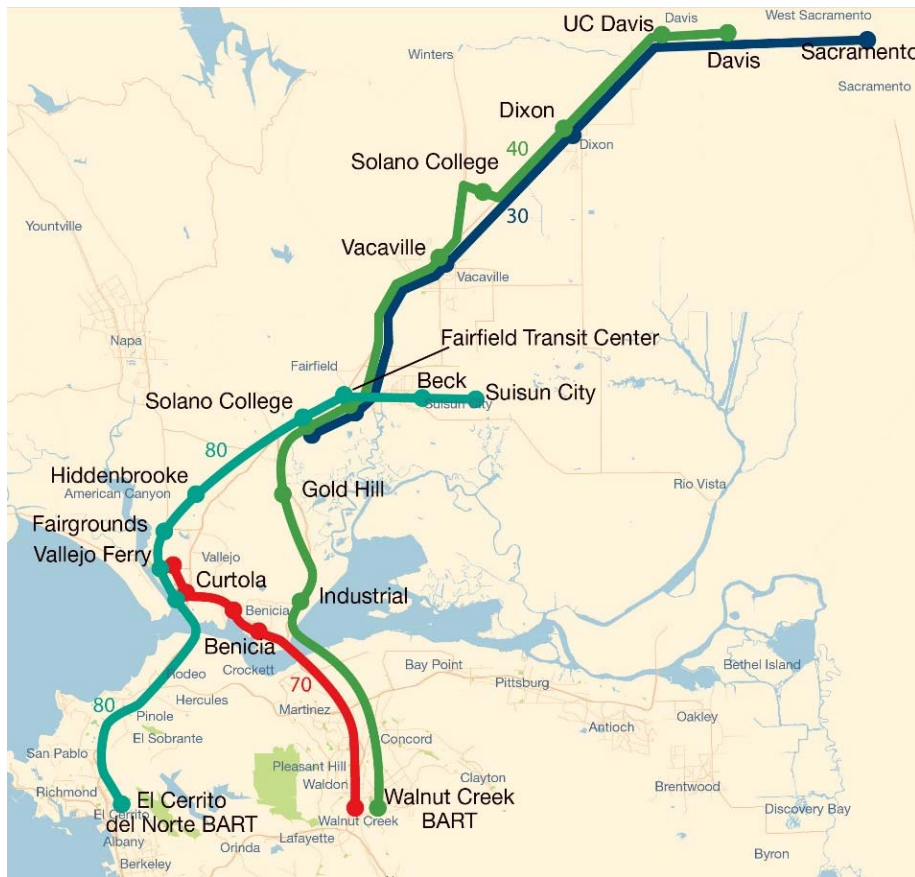 UC Davis
Davis
West Sacramento
Winters
Davis
Sacramento
Sacramento
Dixon
Dixon
40
Solano College
30
Yountville
Vacaville
Vacaville
Napa
Fairfield Transit Center
Fairfield
Beck
Suisun City
Suisun City
Solano College
80
Hiddenbrooke
American Canyon
Gold Hill
Rio Vista
Fairgrounds
Vallejo Ferry
Vallejo
Curtola
Benicia
Industrial
Benicia
Crockett
Bay Point
Bethel Island
Rodeo
70
Pittsburg
80
Hercules
Martinez
Pinole
Oakley
Antioch
El Sobrante
Concord
San Pablo
Pleasant Hill
Clayton
Waldon
Brentwood
Richmond
El Cerrito
del Norte BART
El Cerrito
Walnut Creek
BART
Walnut Creek
Discovery Bay
Albany
Lafayette
Orinda
Byron
Berkeley